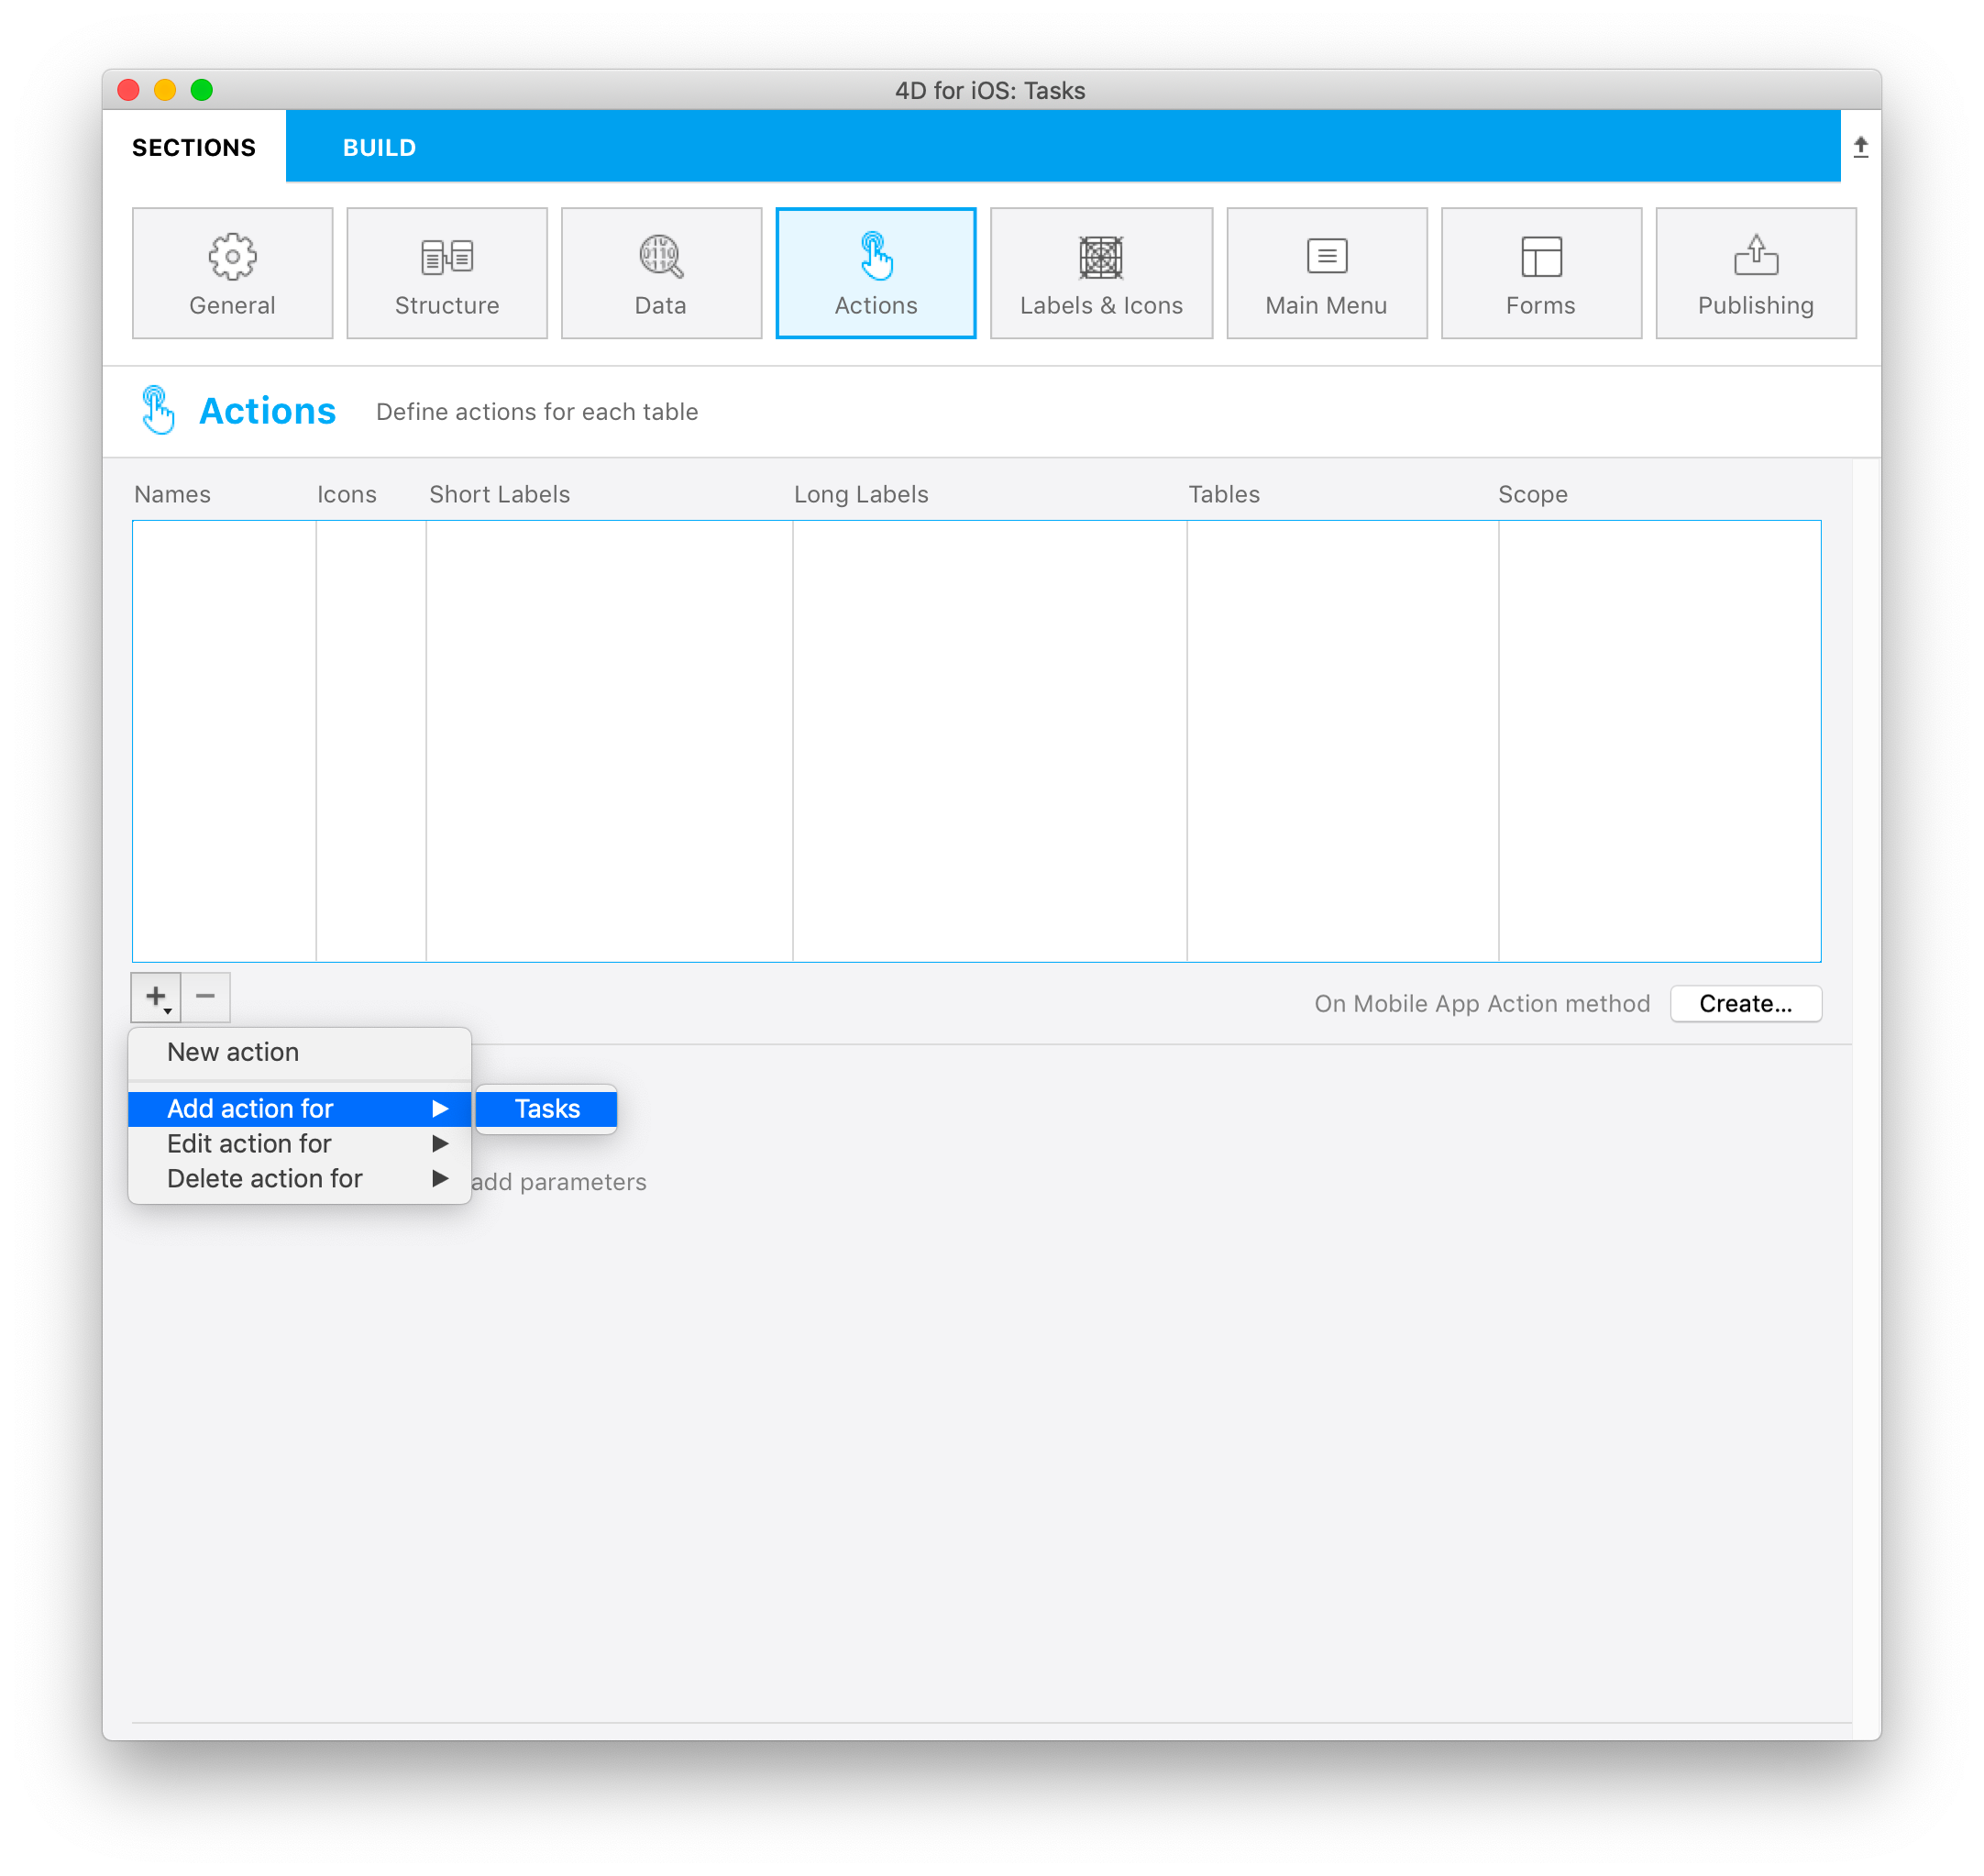 4D for iOS: Tasks
SECTIONS BUILD
General Structure Data Actions Labels & Icons Main Menu Forms Publishing
Actions Define actions for each table
Names Icons Short Labels Long Labels Tables Scope
On Mobile App Action method Create...
New action
Add action for Tasks
Edit action for
Delete action for
add parameters